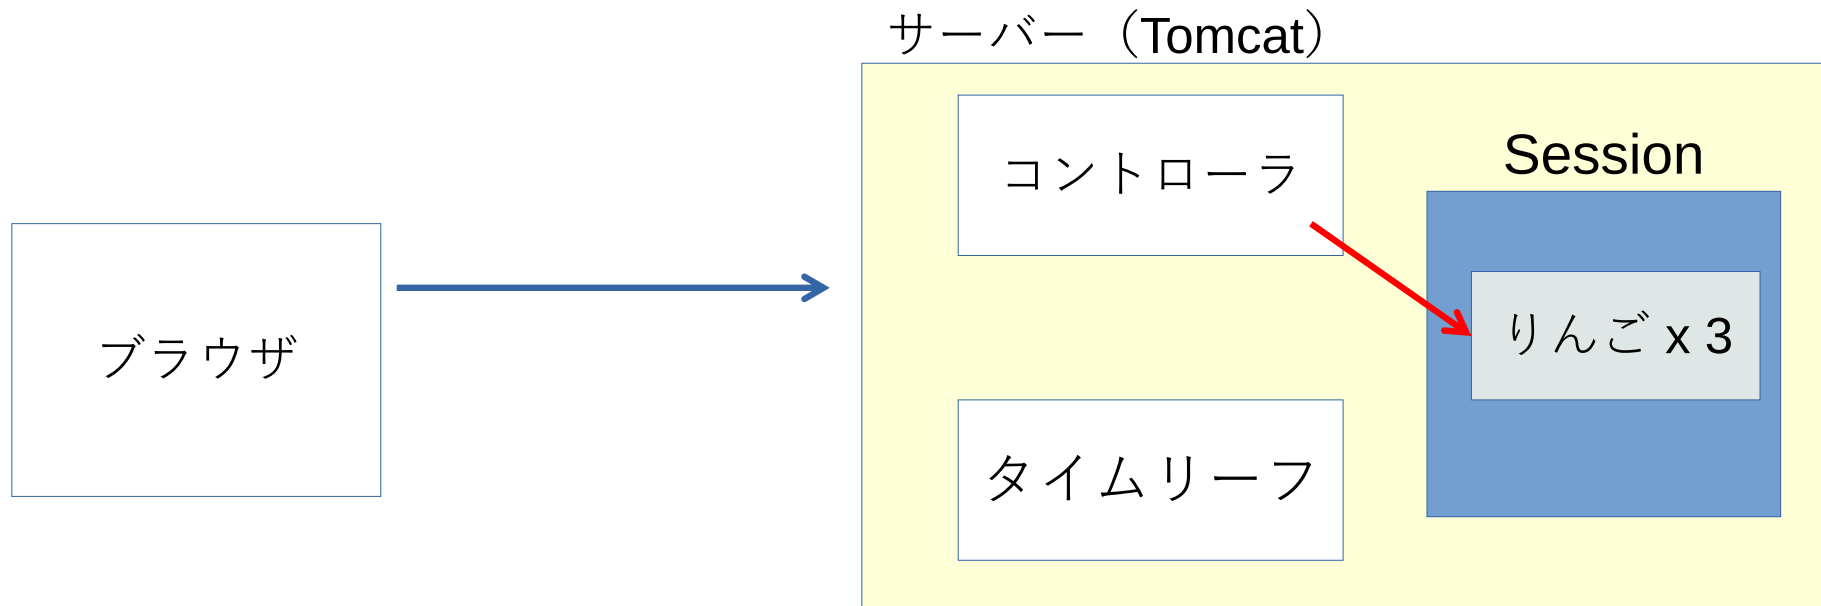 サーバー（Tomcat）
コントローラ
Session
ブラウザ
りんご x 3
タイムリーフ